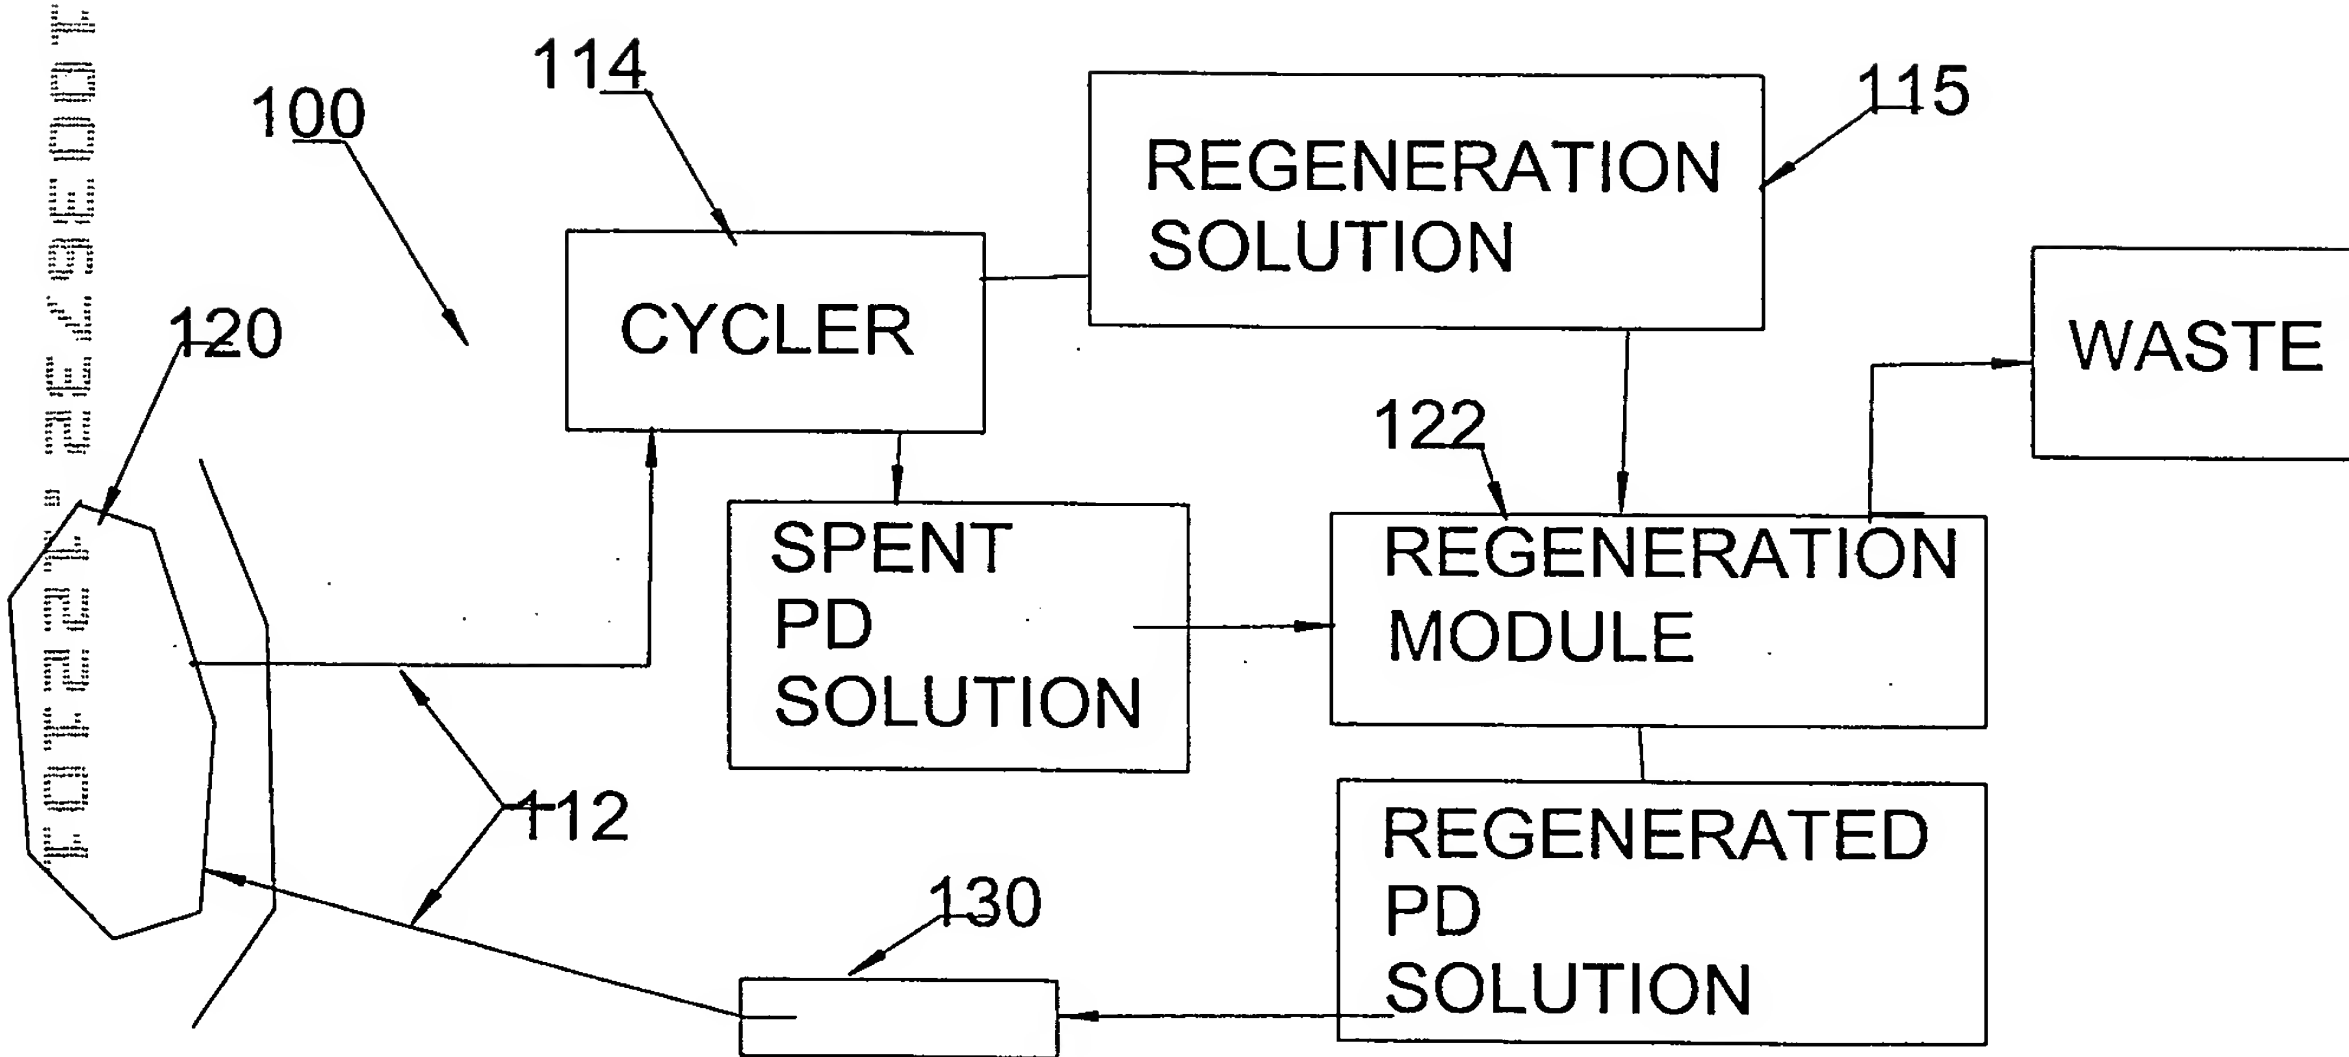 114
115
100
REGENERATION
SOLUTION
120
CYCLER
WASTE
122
SPENT
PD
SOLUTION
REGENERATION
MODULE
112
REGENERATED
PD
SOLUTION
130